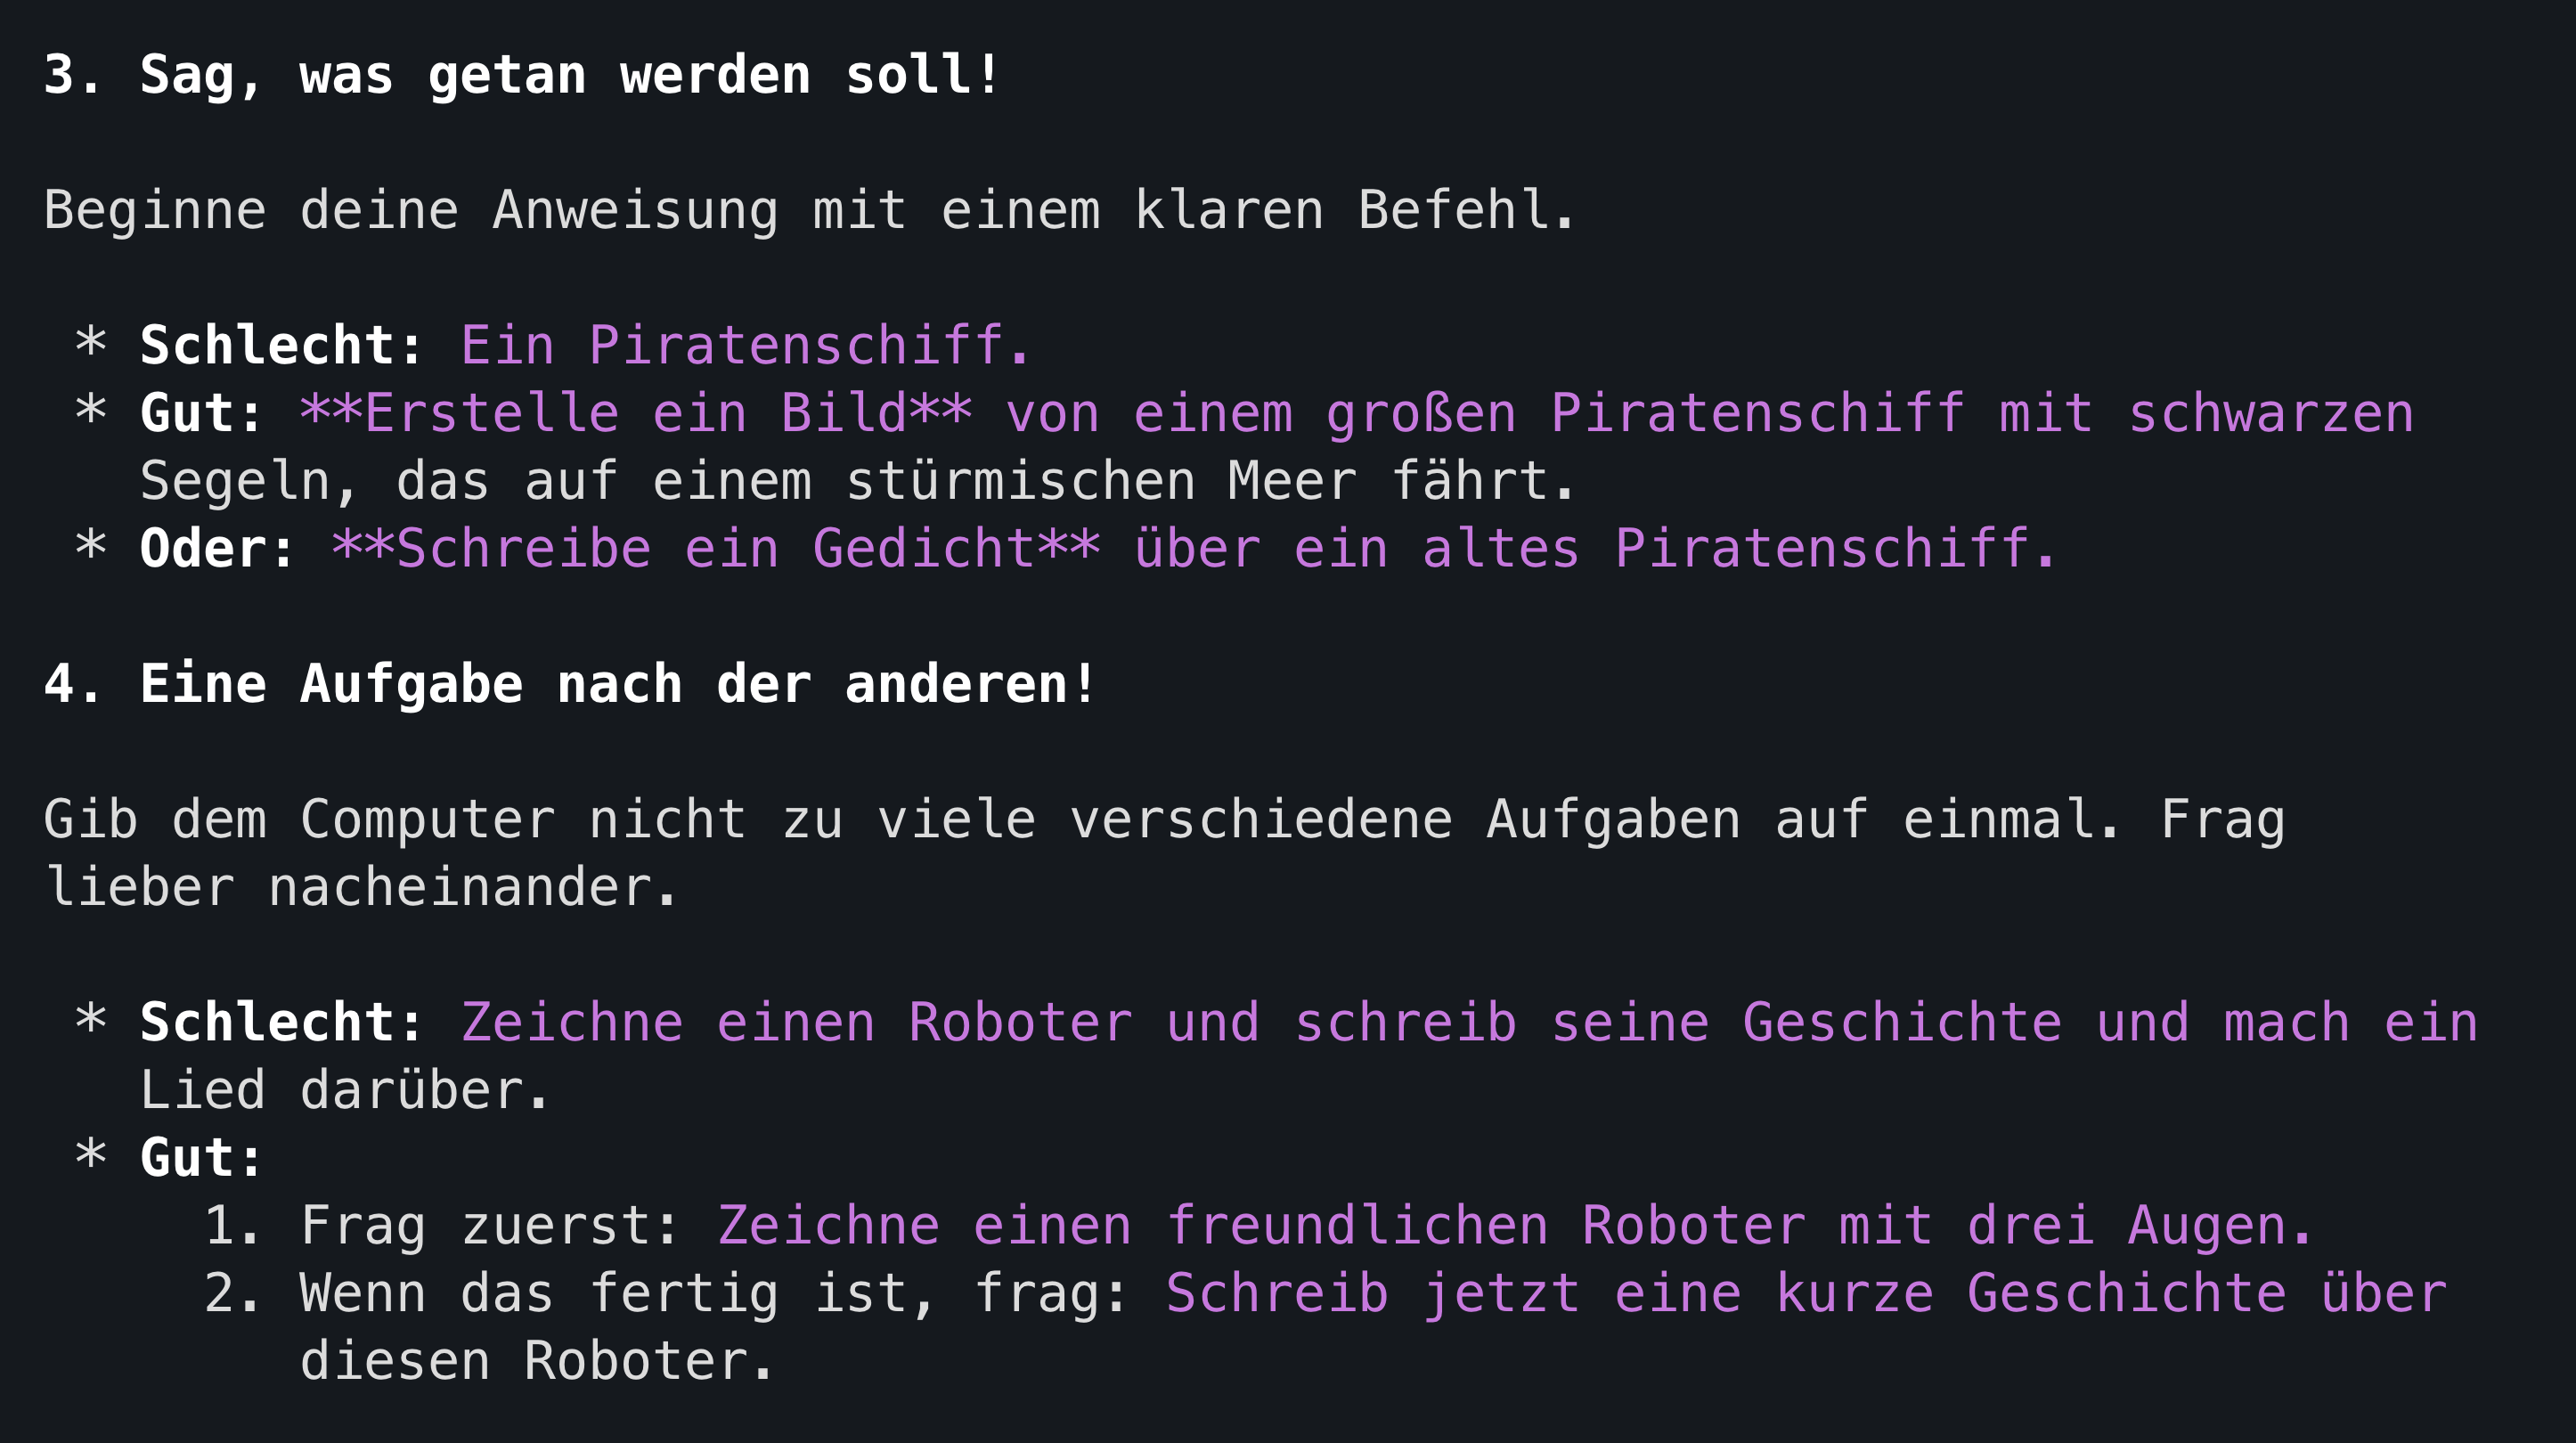 3. Sag, was getan werden soll!
Beginne deine Anweisung mit einem klaren Befehl.
* Schlecht: Ein Piratenschiff.
* Gut: **Erstelle ein Bild** von einem großen Piratenschiff mit schwarzen
Segeln, das auf einem stürmischen Meer fährt.
* Oder: **Schreibe ein Gedicht** über ein altes Piratenschiff.
4. Eine Aufgabe nach der anderen!
Gib dem Computer nicht zu viele verschiedene Aufgaben auf einmal. Frag
lieber nacheinander.
* Schlecht: Zeichne einen Roboter und schreib seine Geschichte und mach ein
Lied darüber.
* Gut:
1. Frag zuerst: Zeichne einen freundlichen Roboter mit drei Augen.
2. Wenn das fertig ist, frag: Schreib jetzt eine kurze Geschichte über
diesen Roboter.